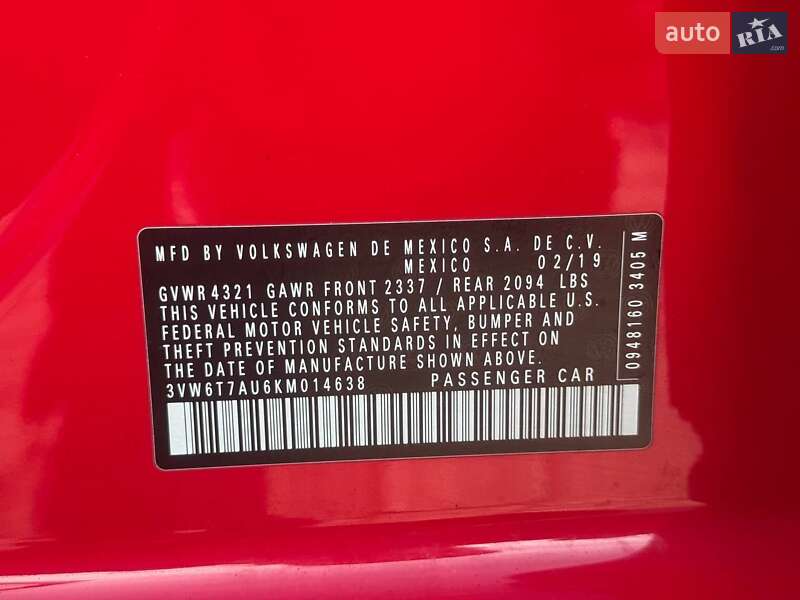 auto RIA
.com
MFD BY VOLKSWAGEN DE MEXICO S.A. DE C.V.
MEXICO 02/19
GVWR 4321 GAWR FRONT 2337 / REAR 2094 LBS
THIS VEHICLE CONFORMS TO ALL APPLICABLE U.S.
FEDERAL MOTOR VEHICLE SAFETY, BUMPER AND
THEFT PREVENTION STANDARDS IN EFFECT ON
THE DATE OF MANUFACTURE SHOWN ABOVE.
3VW6T7AU6KM014638 PASSENGER CAR
0948160 3405 M